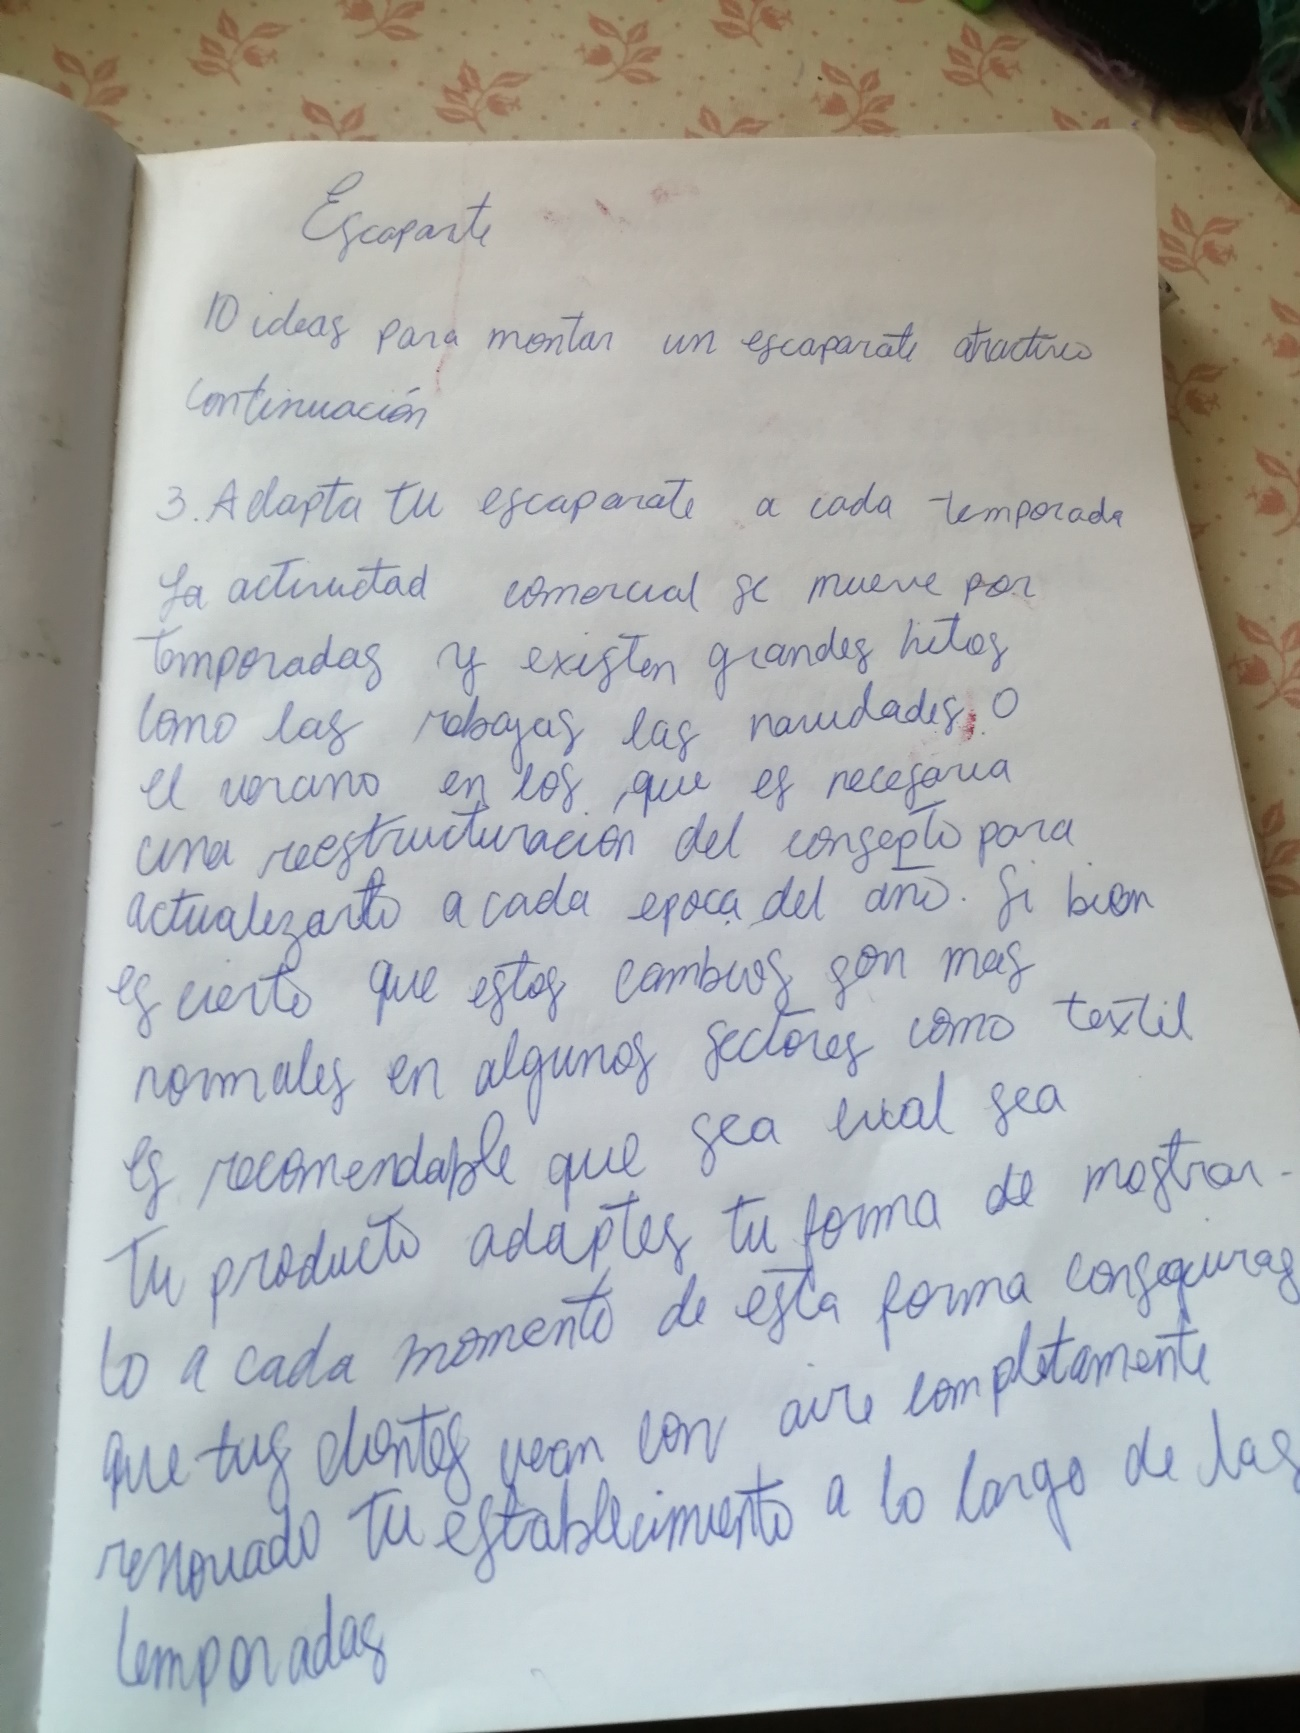 Escaparte
10 ideas para montar un escaparate atractivo
continuación
3. Adapta tu escaparate a cada temporada
La actividad comercial se mueve por
temporadas y existen grandes hitos
como las rebajas las navidades o
el verano en los que es necesaria
una reestructuración del consepto para
actualizarlo a cada epoca del año. Si bien
es cierto que estos cambios son mas
normales en algunos sectores como textil
es recomendable que sea cual sea
tu producto adaptes tu forma de mostrar-
lo a cada momento de esta forma conseguiras
que tus clientes vean con aire completamente
renovado tu establecimiento a lo largo de las
temporadas